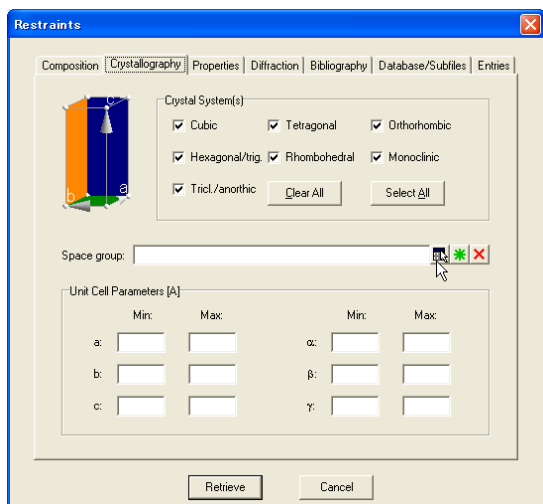 Restraints
Composition Crystallography Properties Diffraction Bibliography Database/Subfiles Entries
c
a
b
Crystal System(s)
Cubic Tetragonal Orthorhombic
Hexagonal/trig. Rhombohedral Monoclinic
Tricl./anorthic Clear All Select All
Space group:
Unit Cell Parameters [A]
Min: Max: Min: Max:
a: α:
b: β:
c: γ:
Retrieve Cancel